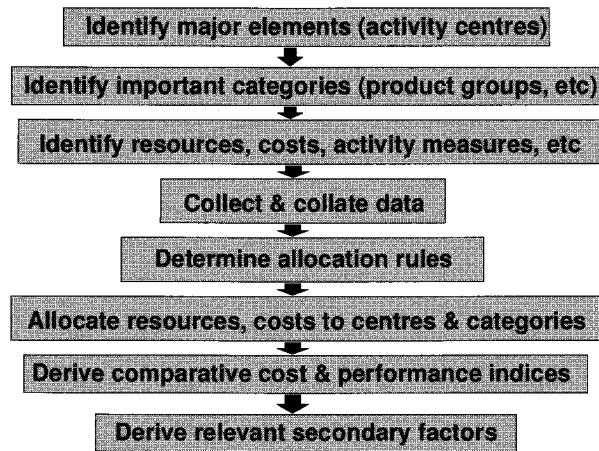 Identify major elements (activity centres)
Identify important categories (product groups, etc)
Identify resources, costs, activity measures, etc
Collect & collate data
Determine allocation rules
Allocate resources, costs to centres & categories
Derive comparative cost & performance indices
Derive relevant secondary factors